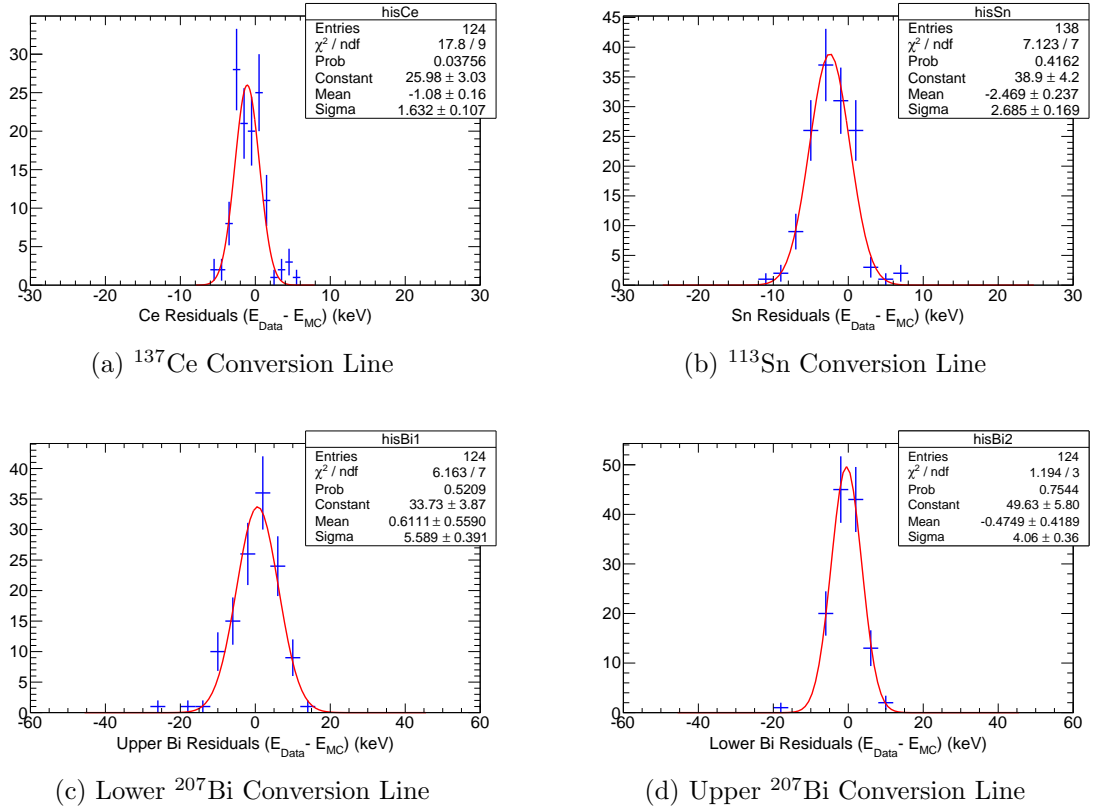 hisCe
Entries 124
χ² / ndf 17.8 / 9
Prob 0.03756
Constant 25.98 ± 3.03
Mean -1.08 ± 0.16
Sigma 1.632 ± 0.107
35
30
25
20
15
10
5
0
-30 -20 -10 0 10 20 30
Ce Residuals (E_Data - E_MC) (keV)
(a) ¹³⁷Ce Conversion Line
hisSn
Entries 138
χ² / ndf 7.123 / 7
Prob 0.4162
Constant 38.9 ± 4.2
Mean -2.469 ± 0.237
Sigma 2.685 ± 0.169
45
40
35
30
25
20
15
10
5
0
-30 -20 -10 0 10 20 30
Sn Residuals (E_Data - E_MC) (keV)
(b) ¹¹³Sn Conversion Line
hisBi1
Entries 124
χ² / ndf 6.163 / 7
Prob 0.5209
Constant 33.73 ± 3.87
Mean 0.6111 ± 0.5590
Sigma 5.589 ± 0.391
40
35
30
25
20
15
10
5
0
-60 -40 -20 0 20 40 60
Upper Bi Residuals (E_Data - E_MC) (keV)
(c) Lower ²⁰⁷Bi Conversion Line
hisBi2
Entries 124
χ² / ndf 1.194 / 3
Prob 0.7544
Constant 49.63 ± 5.80
Mean -0.4749 ± 0.4189
Sigma 4.06 ± 0.36
50
40
30
20
10
0
-60 -40 -20 0 20 40 60
Lower Bi Residuals (E_Data - E_MC) (keV)
(d) Upper ²⁰⁷Bi Conversion Line